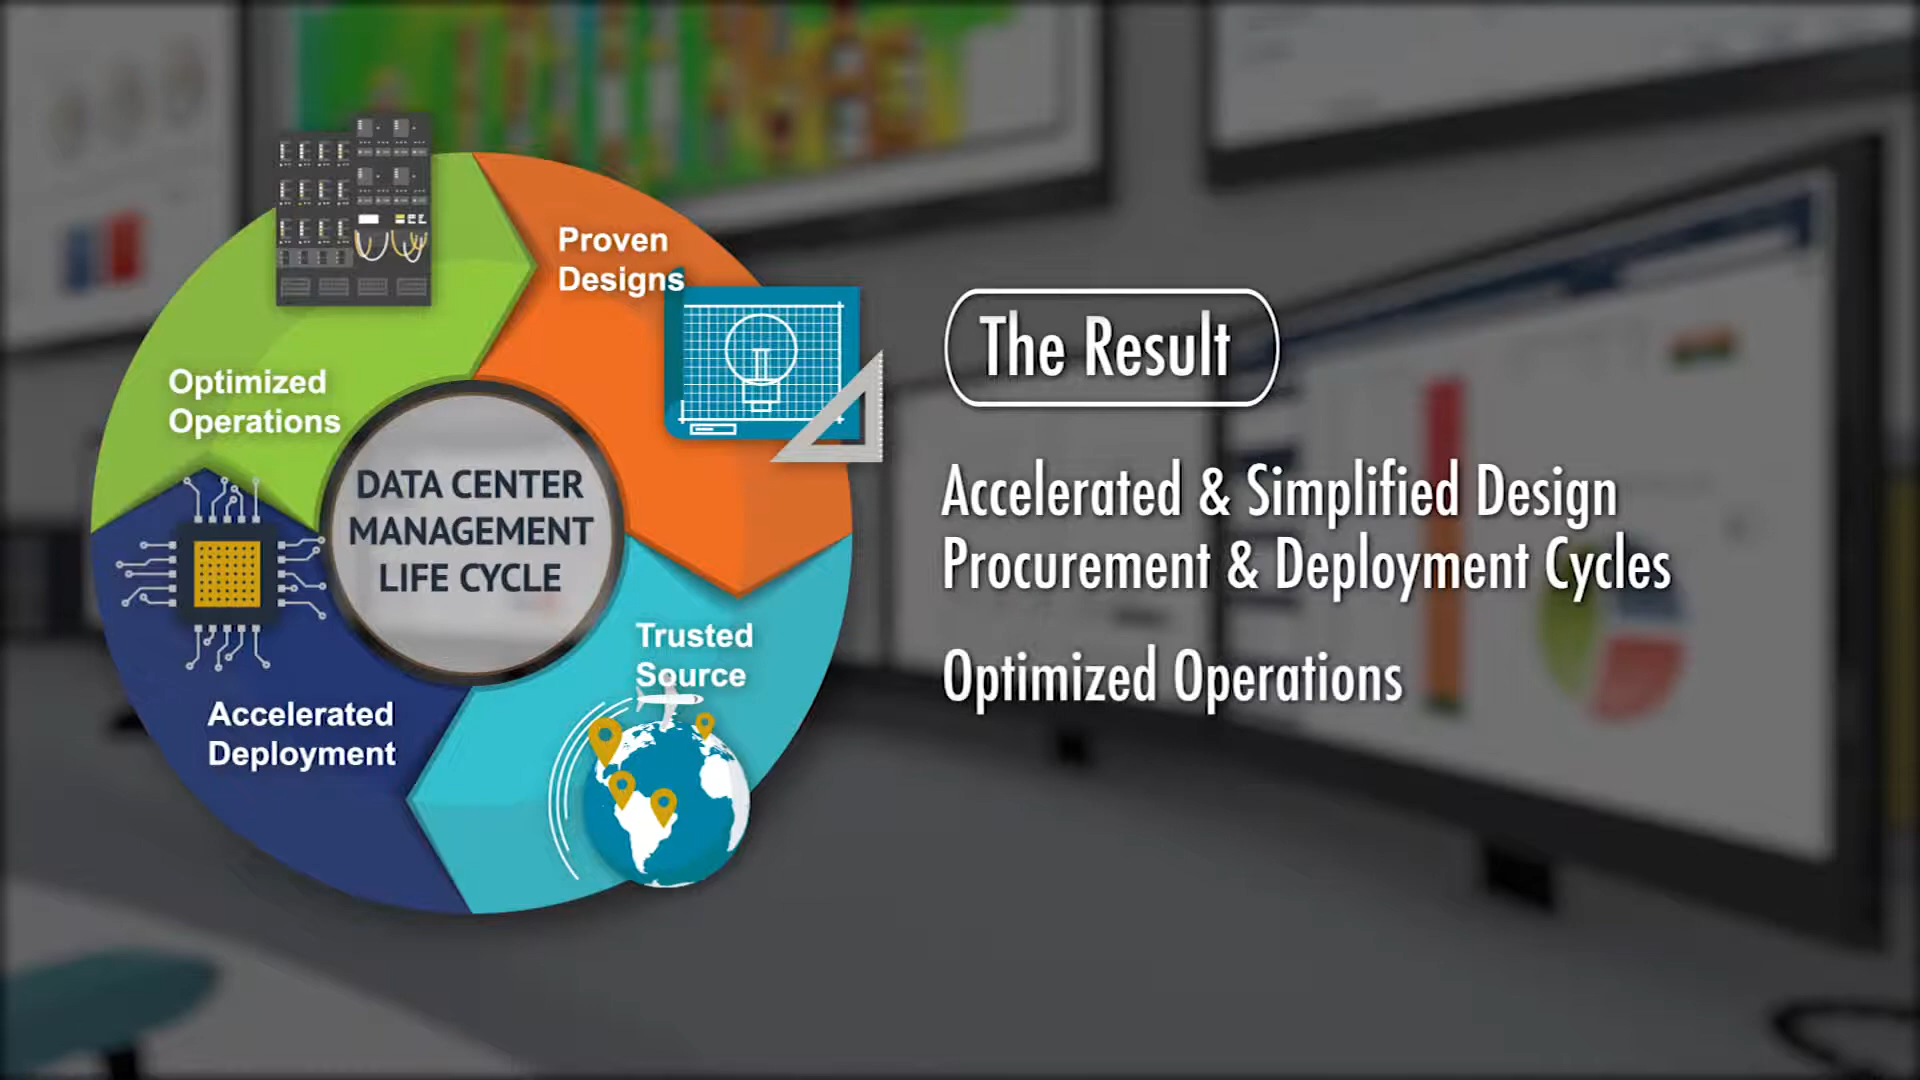 Proven
Designs
Optimized
Operations
DATA CENTER
MANAGEMENT
LIFE CYCLE
Trusted
Source
Accelerated
Deployment
The Result
Accelerated & Simplified Design
Procurement & Deployment Cycles
Optimized Operations